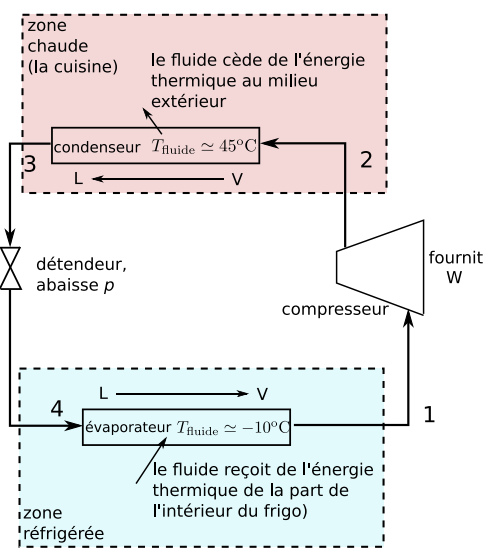 zone
chaude
(la cuisine)
le fluide cède de l'énergie
thermique au milieu
extérieur
condenseur T_fluide ≃ 45°C
3
2
L V
détendeur,
abaisse p
fournit
W
compresseur
L V
4
évaporateur T_fluide ≃ −10°C
1
le fluide reçoit de l'énergie
thermique de la part de
l'intérieur du frigo)
zone
réfrigérée